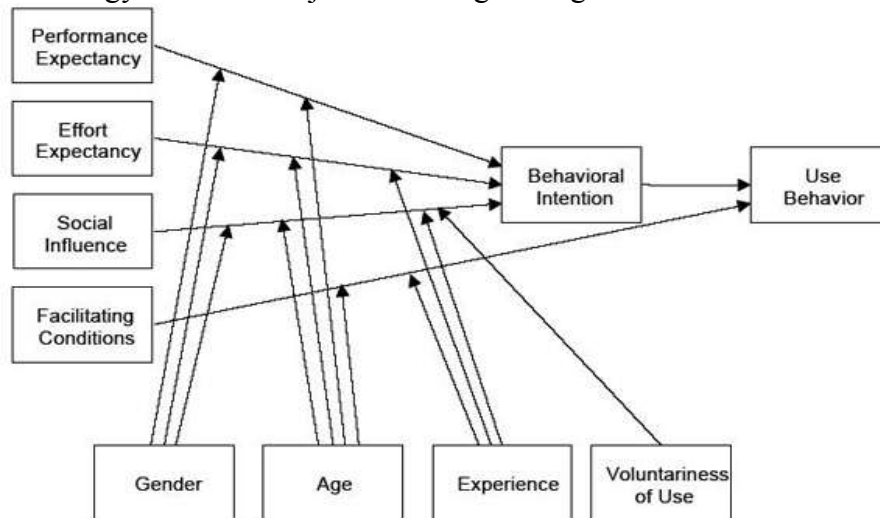 Performance
Expectancy
Effort
Expectancy
Social
Influence
Facilitating
Conditions
Behavioral
Intention
Use
Behavior
Gender
Age
Experience
Voluntariness
of Use